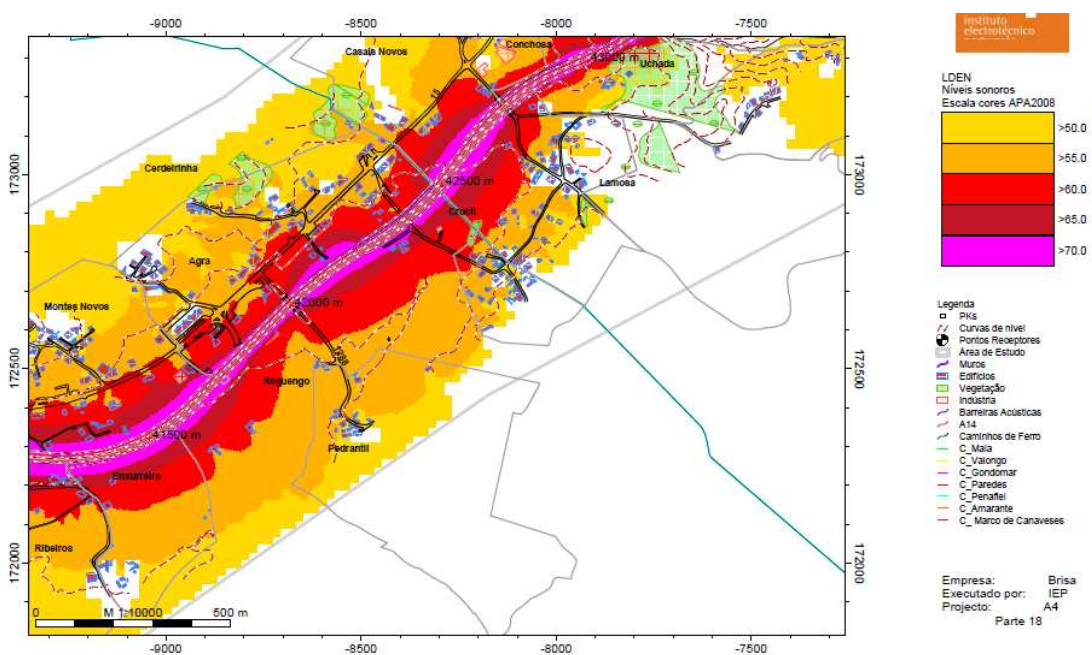 -9000
-8500
-8000
-7500
instituto
electrotécnico
LDEN
Níveis sonoros
Escala cores APA2008
>50.0
>55.0
>60.0
>65.0
>70.0
Casais Novos
Conchosa
43000 m
Uchada
15
Cerdeirinha
173000
42500 m
Lamosa
173000
Crocil
Agra
Montes Novos
42000 m
172500
Reguengo
172500
41500 m
Pedrantil
Enxurreira
Ribeiros
172000
172000
0
M 1:10000
500 m
-9000
-8500
-8000
-7500
Legenda
PKs
Curvas de nível
Pontos Receptores
Área de Estudo
Muros
Edifícios
Vegetação
Indústria
Barreiras Acústicas
A14
Caminhos de Ferro
C_Maia
C_Valongo
C_Gondomar
C_Paredes
C_Penafiel
C_Amarante
C_Marco de Canaveses
Empresa: Brisa
Executado por: IEP
Projecto: A4
Parte 18